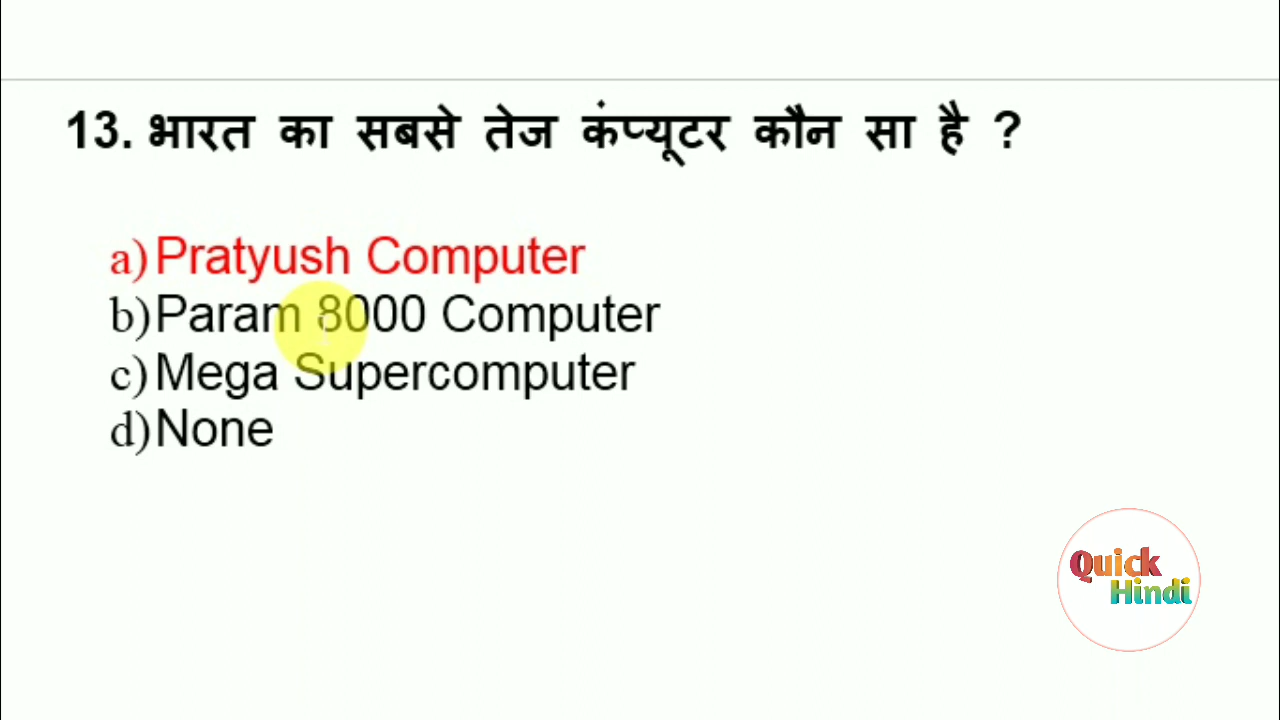 13. भारत का सबसे तेज कंप्यूटर कौन सा है ?
a) Pratyush Computer
b) Param 8000 Computer
c) Mega Supercomputer
d) None
Quick
Hindi